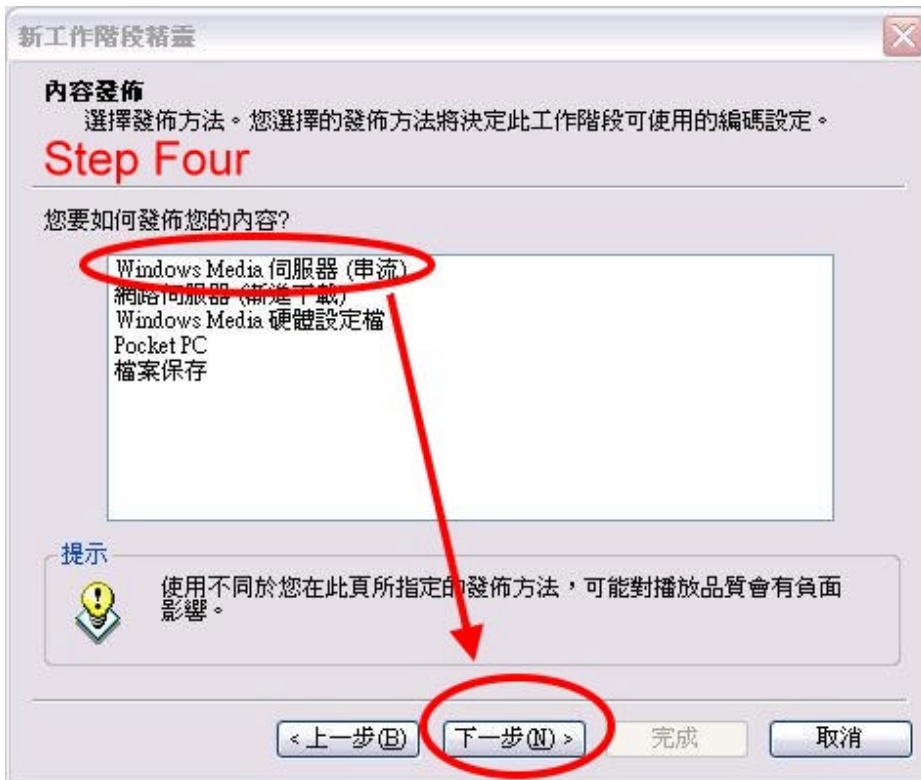 新工作階段精靈
內容發佈
選擇發佈方法。您選擇的發佈方法將決定此工作階段可使用的編碼設定。
Step Four
您要如何發佈您的內容?
Windows Media 伺服器 (串流)
網路伺服器 (漸進下載)
Windows Media 硬體設定檔
Pocket PC
檔案保存
提示
使用不同於您在此頁所指定的發佈方法，可能對播放品質會有負面
影響。
<上一步(B) 下一步(N)> 完成 取消